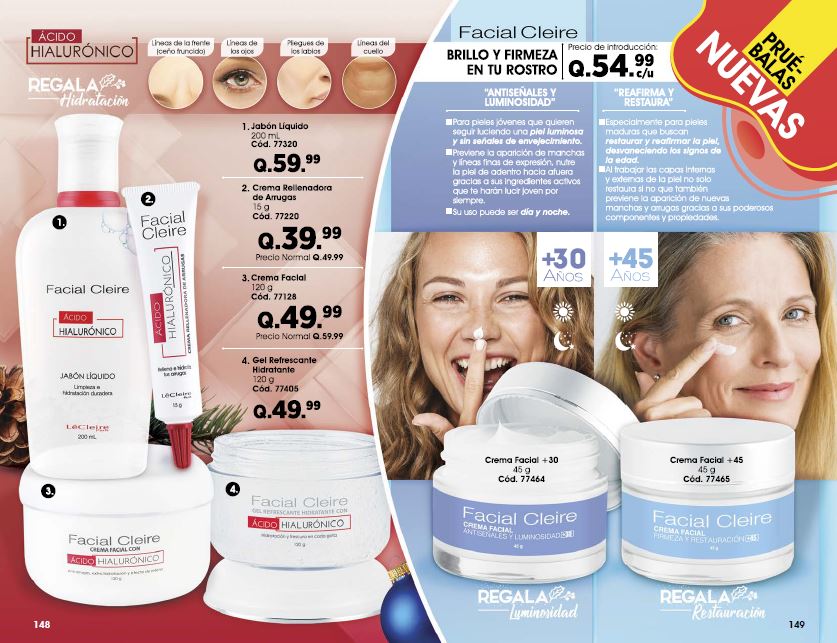 ÁCIDO
HIALURÓNICO
REGALA
Hidratación
Líneas de la frente
(ceño fruncido)
Líneas de
los ojos
Pliegues de
los labios
Líneas del
cuello
1. Jabón Líquido
200 mL
Cód. 77320
Q.59.99
2. Crema Rellenadora
de Arrugas
15 g
Cód. 77220
Q.39.99
Precio Normal Q.49.99
3. Crema Facial
120 g
Cód. 77128
Q.49.99
Precio Normal Q.59.99
4. Gel Refrescante
Hidratante
120 g
Cód. 77405
Q.49.99
1.
Facial Cleire
ÁCIDO
HIALURÓNICO
JABÓN LÍQUIDO
Limpieza e
hidratación duradera
LéCleire
200 mL
2.
Facial
Cleire
ÁCIDO
HIALURÓNICO
CREMA RELLENADORA DE ARRUGAS
Rellena e hidrata
tus arrugas
LéCleire
15 g
3.
Facial Cleire
CREMA FACIAL CON
ÁCIDO HIALURÓNICO
120 g
4.
Facial Cleire
GEL REFRESCANTE HIDRATANTE CON
ÁCIDO HIALURÓNICO
Hidratación y frescura en cada gota
120 g
148
Facial Cleire
BRILLO Y FIRMEZA
EN TU ROSTRO
Precio de introducción:
Q.54.99
c/u
PRUÉ-
BALAS
NUEVAS
"ANTISEÑALES Y
LUMINOSIDAD"
Para pieles jóvenes que quieren
seguir luciendo una piel luminosa
y sin señales de envejecimiento.
Previene la aparición de manchas
y líneas finas de expresión, nutre
la piel de adentro hacia afuera
gracias a sus ingredientes activos
que te harán lucir joven por
siempre.
Su uso puede ser día y noche.
"REAFIRMA Y
RESTAURA"
Especialmente para pieles
maduras que buscan
restaurar y reafirmar la piel,
desvaneciendo los signos de
la edad.
Al trabajar las capas internas
y externas de la piel no solo
restaura si no que también
previene la aparición de nuevas
manchas y arrugas gracias a sus poderosos
componentes y propiedades.
+30
AÑOS
+45
AÑOS
Crema Facial +30
45 g
Cód. 77464
Crema Facial +45
45 g
Cód. 77465
Facial Cleire
CREMA FACIAL
ANTISEÑALES Y LUMINOSIDAD
45 g
Facial Cleire
CREMA FACIAL
FIRMEZA Y RESTAURACIÓN
45 g
REGALA
Luminosidad
REGALA
Restauración
149